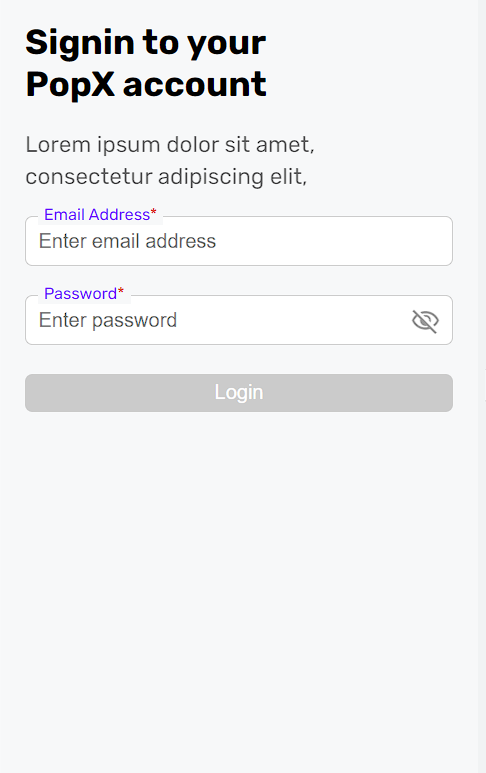 Signin to your
PopX account
Lorem ipsum dolor sit amet,
consectetur adipiscing elit,
Email Address*
Enter email address
Password*
Enter password
Login